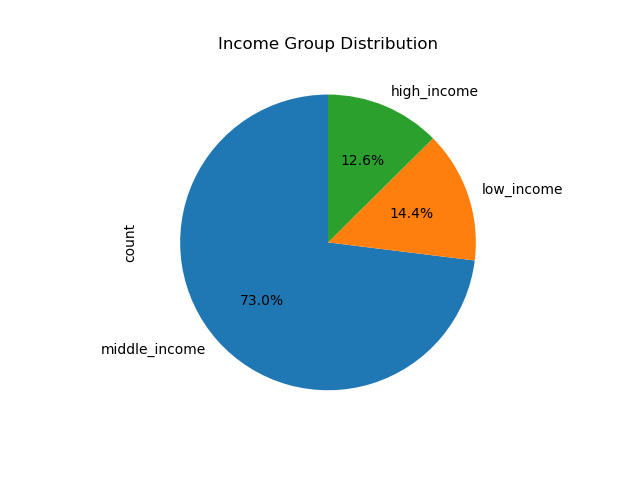 Income Group Distribution
high_income
12.6%
low_income
14.4%
count
73.0%
middle_income